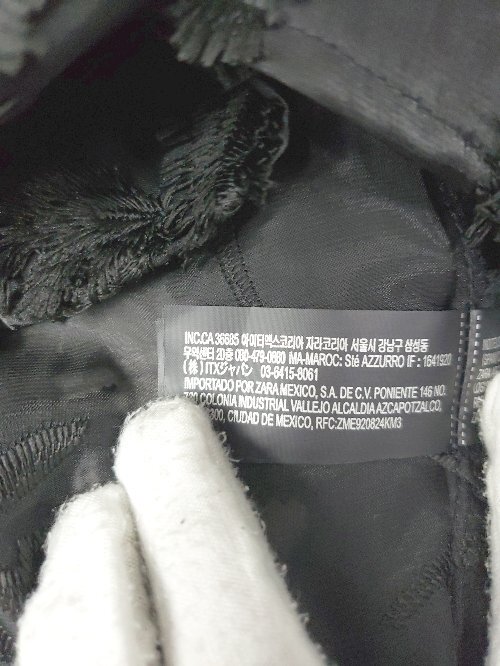 INC.CA 36685 아이티엑스코리아 자라코리아 서울시 강남구 삼성동
무역센터 2D층 080-479-0880 MA-MAROC: Sté AZZURRO IF : 1641920
(株) ITXジャパン 03-6415-8061
IMPORTADO POR ZARA MEXICO, S.A. DE C.V. PONIENTE 146 NO.
COLONIA INDUSTRIAL VALLEJO ALCALDIA AZCAPOTZALCO,
CIUDAD DE MEXICO, RFC:ZME920824KM3